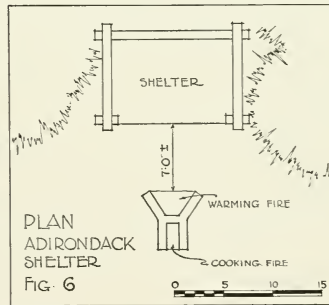 SHELTER
7'.0" ±
WARMING FIRE
PLAN
ADIRONDACK
SHELTER
FIG. 6
COOKING FIRE
0 5 10 15